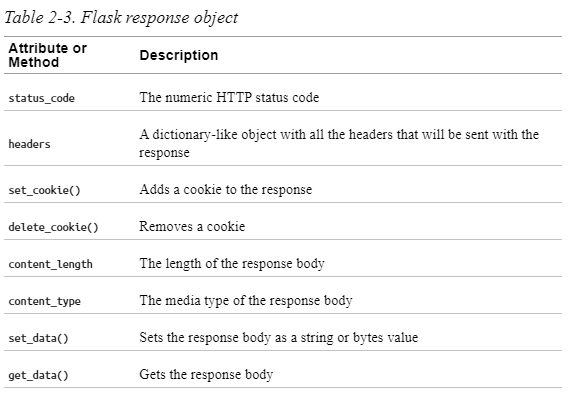 Table 2-3. Flask response object
Attribute or
Method
Description
status_code The numeric HTTP status code
headers A dictionary-like object with all the headers that will be sent with the
response
set_cookie() Adds a cookie to the response
delete_cookie() Removes a cookie
content_length The length of the response body
content_type The media type of the response body
set_data() Sets the response body as a string or bytes value
get_data() Gets the response body